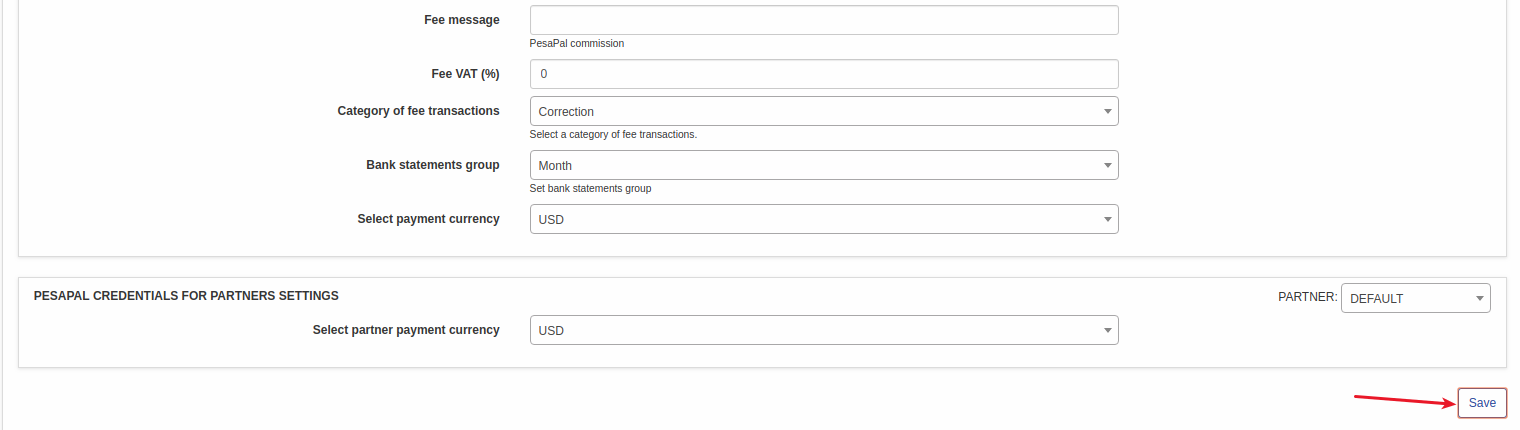 Fee message
PesaPal commission
Fee VAT (%) 0
Category of fee transactions Correction
Select a category of fee transactions.
Bank statements group Month
Set bank statements group
Select payment currency USD
PESAPAL CREDENTIALS FOR PARTNERS SETTINGS PARTNER: DEFAULT
Select partner payment currency USD
Save